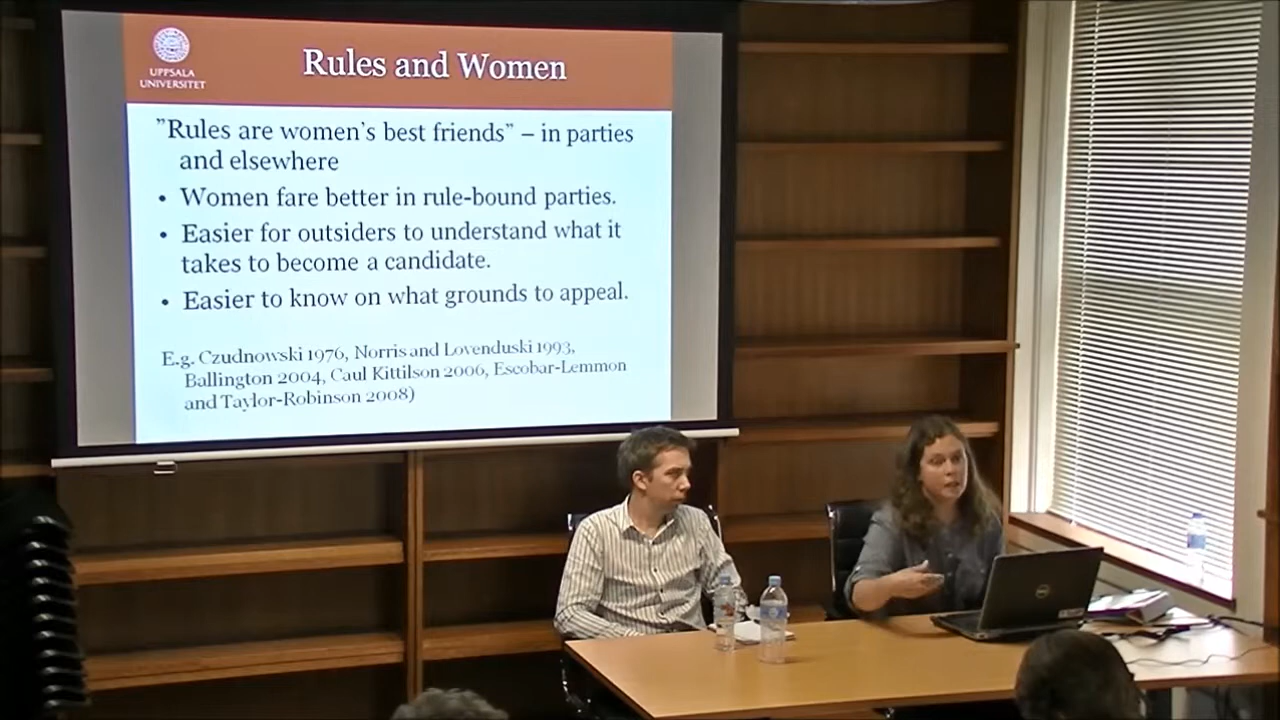 UPPSALA
UNIVERSITET
Rules and Women
”Rules are women’s best friends” – in parties
and elsewhere
• Women fare better in rule-bound parties.
• Easier for outsiders to understand what it
takes to become a candidate.
• Easier to know on what grounds to appeal.
E.g. Czudnowski 1976, Norris and Lovenduski 1993,
Ballington 2004, Caul Kittilson 2006, Escobar-Lemmon
and Taylor-Robinson 2008)
DELL